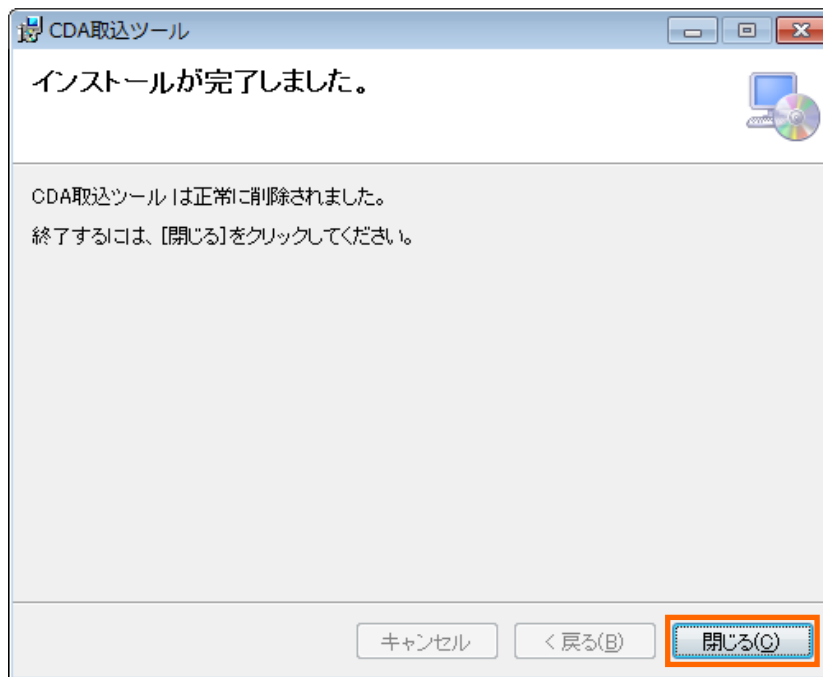 CDA取込ツール
インストールが完了しました。
CDA取込ツール は正常に削除されました。
終了するには、[閉じる]をクリックしてください。
キャンセル
< 戻る(B)
閉じる(C)